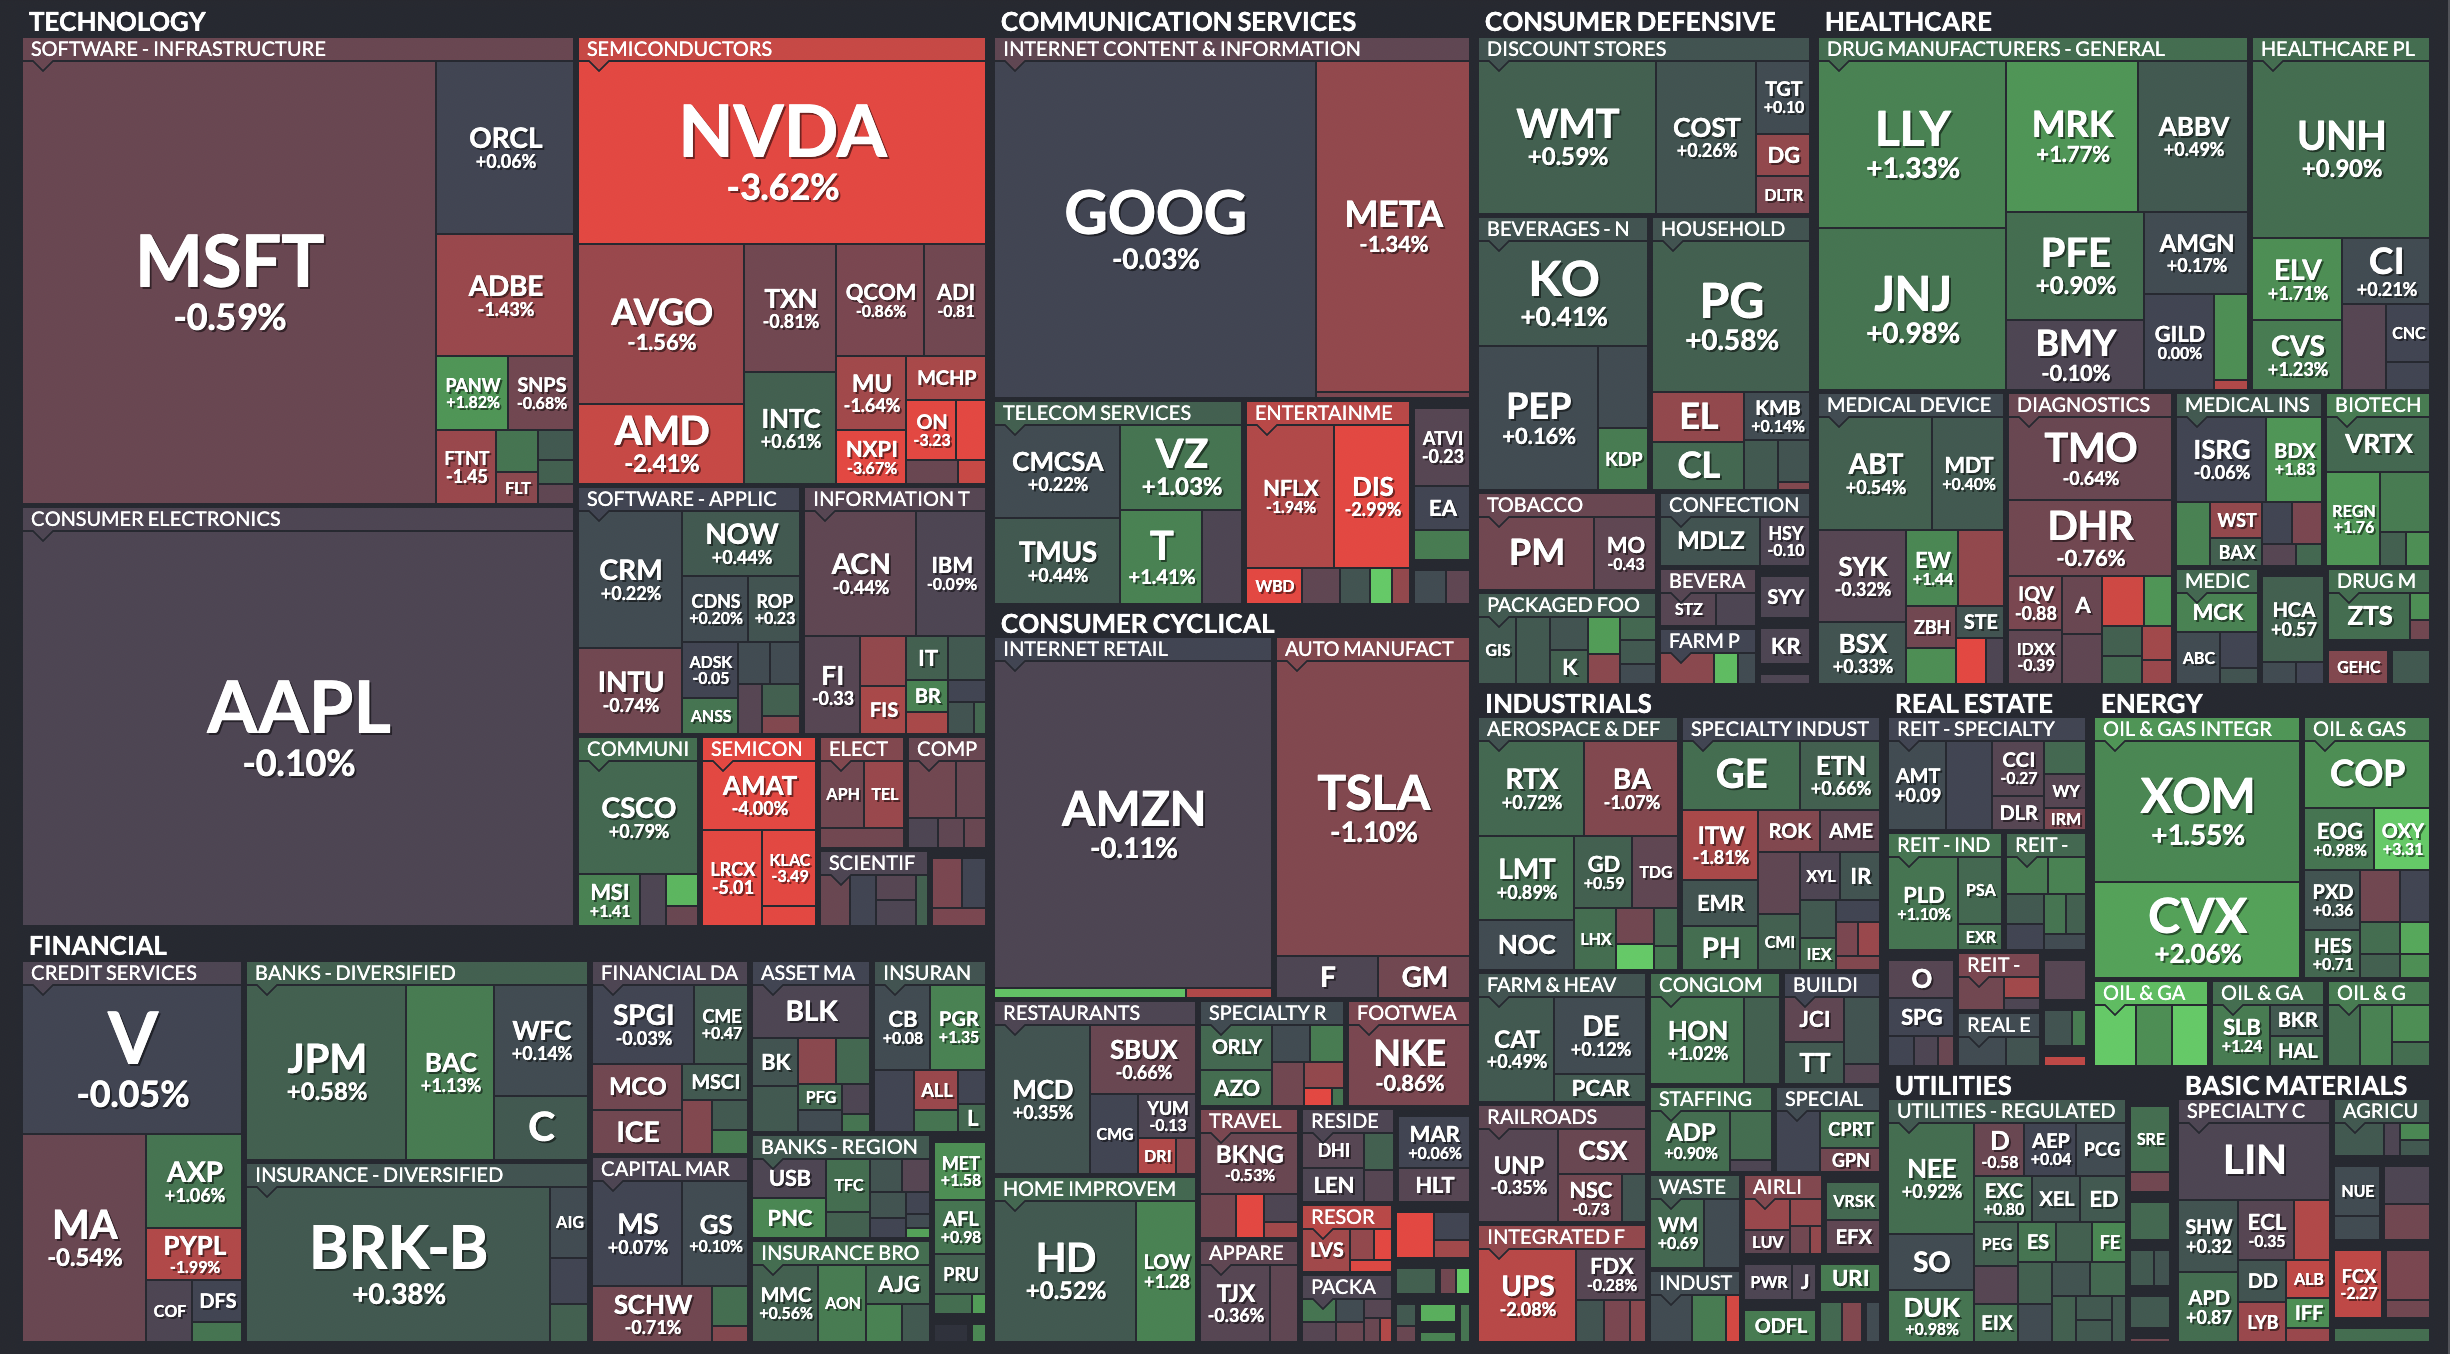 TECHNOLOGY
SOFTWARE - INFRASTRUCTURE
MSFT
-0.59%
ORCL
+0.06%
ADBE
-1.43%
PANW
+1.82%
SNPS
-0.68%
FTNT
-1.45
FLT
SEMICONDUCTORS
NVDA
-3.62%
AVGO
-1.56%
AMD
-2.41%
TXN
-0.81%
QCOM
-0.86%
ADI
-0.81
INTC
+0.61%
MU
-1.64%
MCHP
NXPI
-3.67%
ON
-3.23
CONSUMER ELECTRONICS
AAPL
-0.10%
SOFTWARE - APPLIC
CRM
+0.22%
NOW
+0.44%
CDNS
+0.20%
ROP
+0.23
INTU
-0.74%
ADSK
-0.05
ANSS
INFORMATION T
ACN
-0.44%
IBM
-0.09%
FI
-0.33
FIS
IT
BR
COMMUNI
CSCO
+0.79%
MSI
+1.41
SEMICON
AMAT
-4.00%
LRCX
-5.01
KLAC
-3.49
ELECT
APH
TEL
COMP
SCIENTIF
COMMUNICATION SERVICES
INTERNET CONTENT & INFORMATION
GOOG
-0.03%
META
-1.34%
TELECOM SERVICES
CMCSA
+0.22%
VZ
+1.03%
TMUS
+0.44%
T
+1.41%
ENTERTAINME
NFLX
-1.94%
DIS
-2.99%
WBD
ATVI
-0.23
EA
CONSUMER CYCLICAL
INTERNET RETAIL
AMZN
-0.11%
AUTO MANUFACT
TSLA
-1.10%
F
GM
RESTAURANTS
MCD
+0.35%
SBUX
-0.66%
CMG
YUM
-0.13
DRI
SPECIALTY R
ORLY
AZO
FOOTWEA
NKE
-0.86%
HOME IMPROVEM
HD
+0.52%
LOW
+1.28
TRAVEL
BKNG
-0.53%
RESIDE
DHI
LEN
MAR
+0.06%
HLT
APPARE
TJX
-0.36%
RESOR
LVS
PACKA
CONSUMER DEFENSIVE
DISCOUNT STORES
WMT
+0.59%
COST
+0.26%
TGT
+0.10
DG
DLTR
BEVERAGES - N
KO
+0.41%
PEP
+0.16%
KDP
HOUSEHOLD
PG
+0.58%
EL
KMB
+0.14%
CL
TOBACCO
PM
MO
-0.43
CONFECTION
MDLZ
HSY
-0.10
PACKAGED FOO
GIS
K
BEVERA
STZ
SYY
FARM P
KR
HEALTHCARE
DRUG MANUFACTURERS - GENERAL
LLY
+1.33%
JNJ
+0.98%
MRK
+1.77%
ABBV
+0.49%
PFE
+0.90%
AMGN
+0.17%
BMY
-0.10%
GILD
0.00%
HEALTHCARE PL
UNH
+0.90%
ELV
+1.71%
CI
+0.21%
CVS
+1.23%
CNC
MEDICAL DEVICE
ABT
+0.54%
MDT
+0.40%
SYK
-0.32%
EW
+1.44
BSX
+0.33%
ZBH
STE
DIAGNOSTICS
TMO
-0.64%
DHR
-0.76%
IQV
-0.88
A
IDXX
-0.39
MEDICAL INS
ISRG
-0.06%
BDX
+1.83
WST
BAX
BIOTECH
VRTX
REGN
+1.76
MEDIC
MCK
ABC
HCA
+0.57
DRUG M
ZTS
GEHC
FINANCIAL
CREDIT SERVICES
V
-0.05%
MA
-0.54%
AXP
+1.06%
PYPL
-1.99%
COF
DFS
BANKS - DIVERSIFIED
JPM
+0.58%
BAC
+1.13%
WFC
+0.14%
C
INSURANCE - DIVERSIFIED
BRK-B
+0.38%
AIG
FINANCIAL DA
SPGI
-0.03%
CME
+0.47
MCO
MSCI
ICE
ASSET MA
BLK
BK
PFG
INSURAN
CB
+0.08
PGR
+1.35
ALL
L
CAPITAL MAR
MS
+0.07%
GS
+0.10%
SCHW
-0.71%
BANKS - REGION
USB
TFC
PNC
INSURANCE BRO
MMC
+0.56%
AON
AJG
MET
+1.58
AFL
+0.98
PRU
INDUSTRIALS
AEROSPACE & DEF
RTX
+0.72%
BA
-1.07%
LMT
+0.89%
GD
+0.59
TDG
NOC
LHX
SPECIALTY INDUST
GE
ETN
+0.66%
ITW
-1.81%
ROK
AME
EMR
XYL
IR
PH
CMI
IEX
FARM & HEAV
CAT
+0.49%
DE
+0.12%
PCAR
CONGLOM
HON
+1.02%
BUILDI
JCI
TT
RAILROADS
UNP
-0.35%
CSX
NSC
-0.73
STAFFING
ADP
+0.90%
SPECIAL
CPRT
GPN
INTEGRATED F
UPS
-2.08%
FDX
-0.28%
WASTE
WM
+0.69
AIRLI
LUV
VRSK
EFX
INDUST
PWR
J
URI
ODFL
REAL ESTATE
REIT - SPECIALTY
AMT
+0.09
CCI
-0.27
DLR
WY
IRM
REIT - IND
PLD
+1.10%
PSA
EXR
REIT -
O
SPG
REIT -
REAL E
ENERGY
OIL & GAS INTEGR
XOM
+1.55%
CVX
+2.06%
OIL & GAS
COP
EOG
+0.98%
OXY
+3.31
PXD
+0.36
HES
+0.71
OIL & GA
OIL & GA
SLB
+1.24
BKR
HAL
OIL & G
UTILITIES
UTILITIES - REGULATED
NEE
+0.92%
D
-0.58
AEP
+0.04
PCG
EXC
+0.80
XEL
ED
SO
PEG
ES
FE
DUK
+0.98%
EIX
SRE
BASIC MATERIALS
SPECIALTY C
LIN
SHW
+0.32
ECL
-0.35
APD
+0.87
DD
ALB
LYB
IFF
AGRICU
NUE
FCX
-2.27